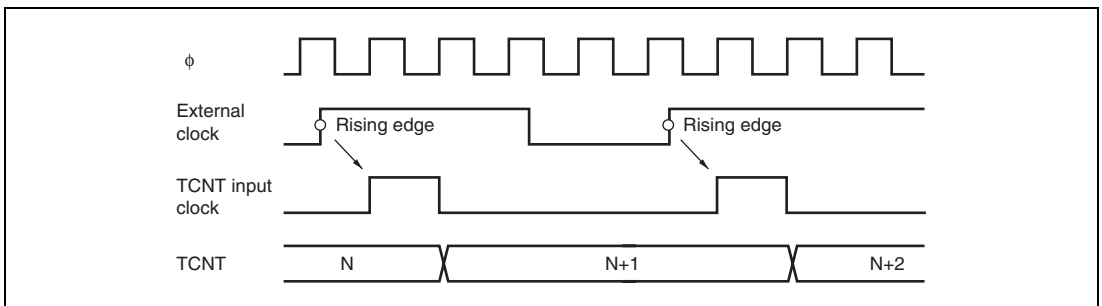 ϕ
External
clock
Rising edge
Rising edge
TCNT input
clock
TCNT
N
N+1
N+2